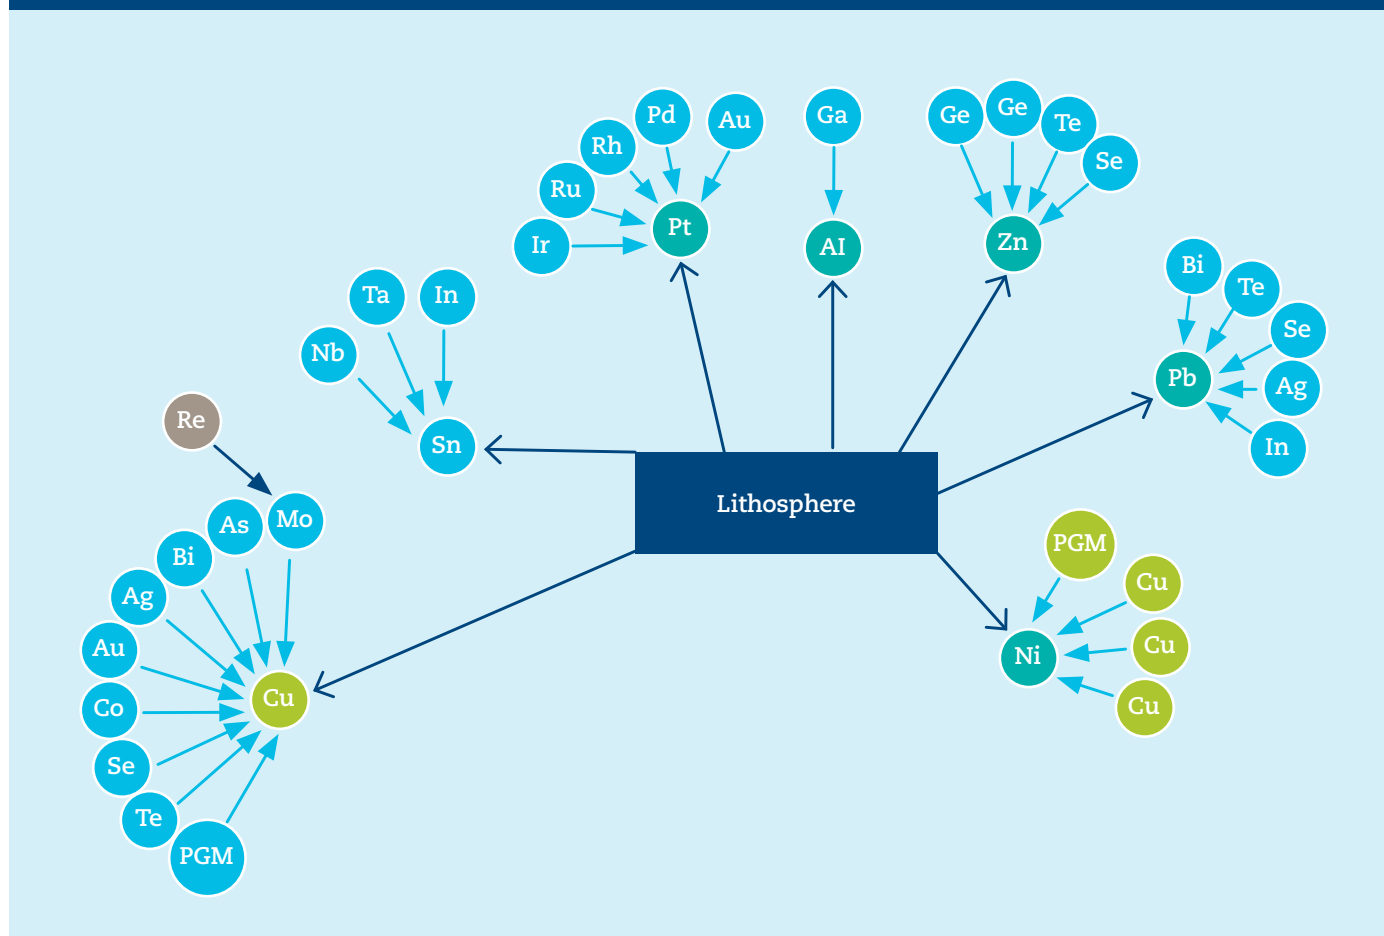 Pd
Au
Ga
Ge
Ge
Te
Se
Rh
Ru
Ir
Pt
AI
Zn
Bi
Te
Se
Ag
In
Pb
Ta
In
Nb
Sn
Re
Mo
As
Bi
Ag
Au
Co
Se
Te
PGM
Cu
Lithosphere
PGM
Cu
Cu
Cu
Ni